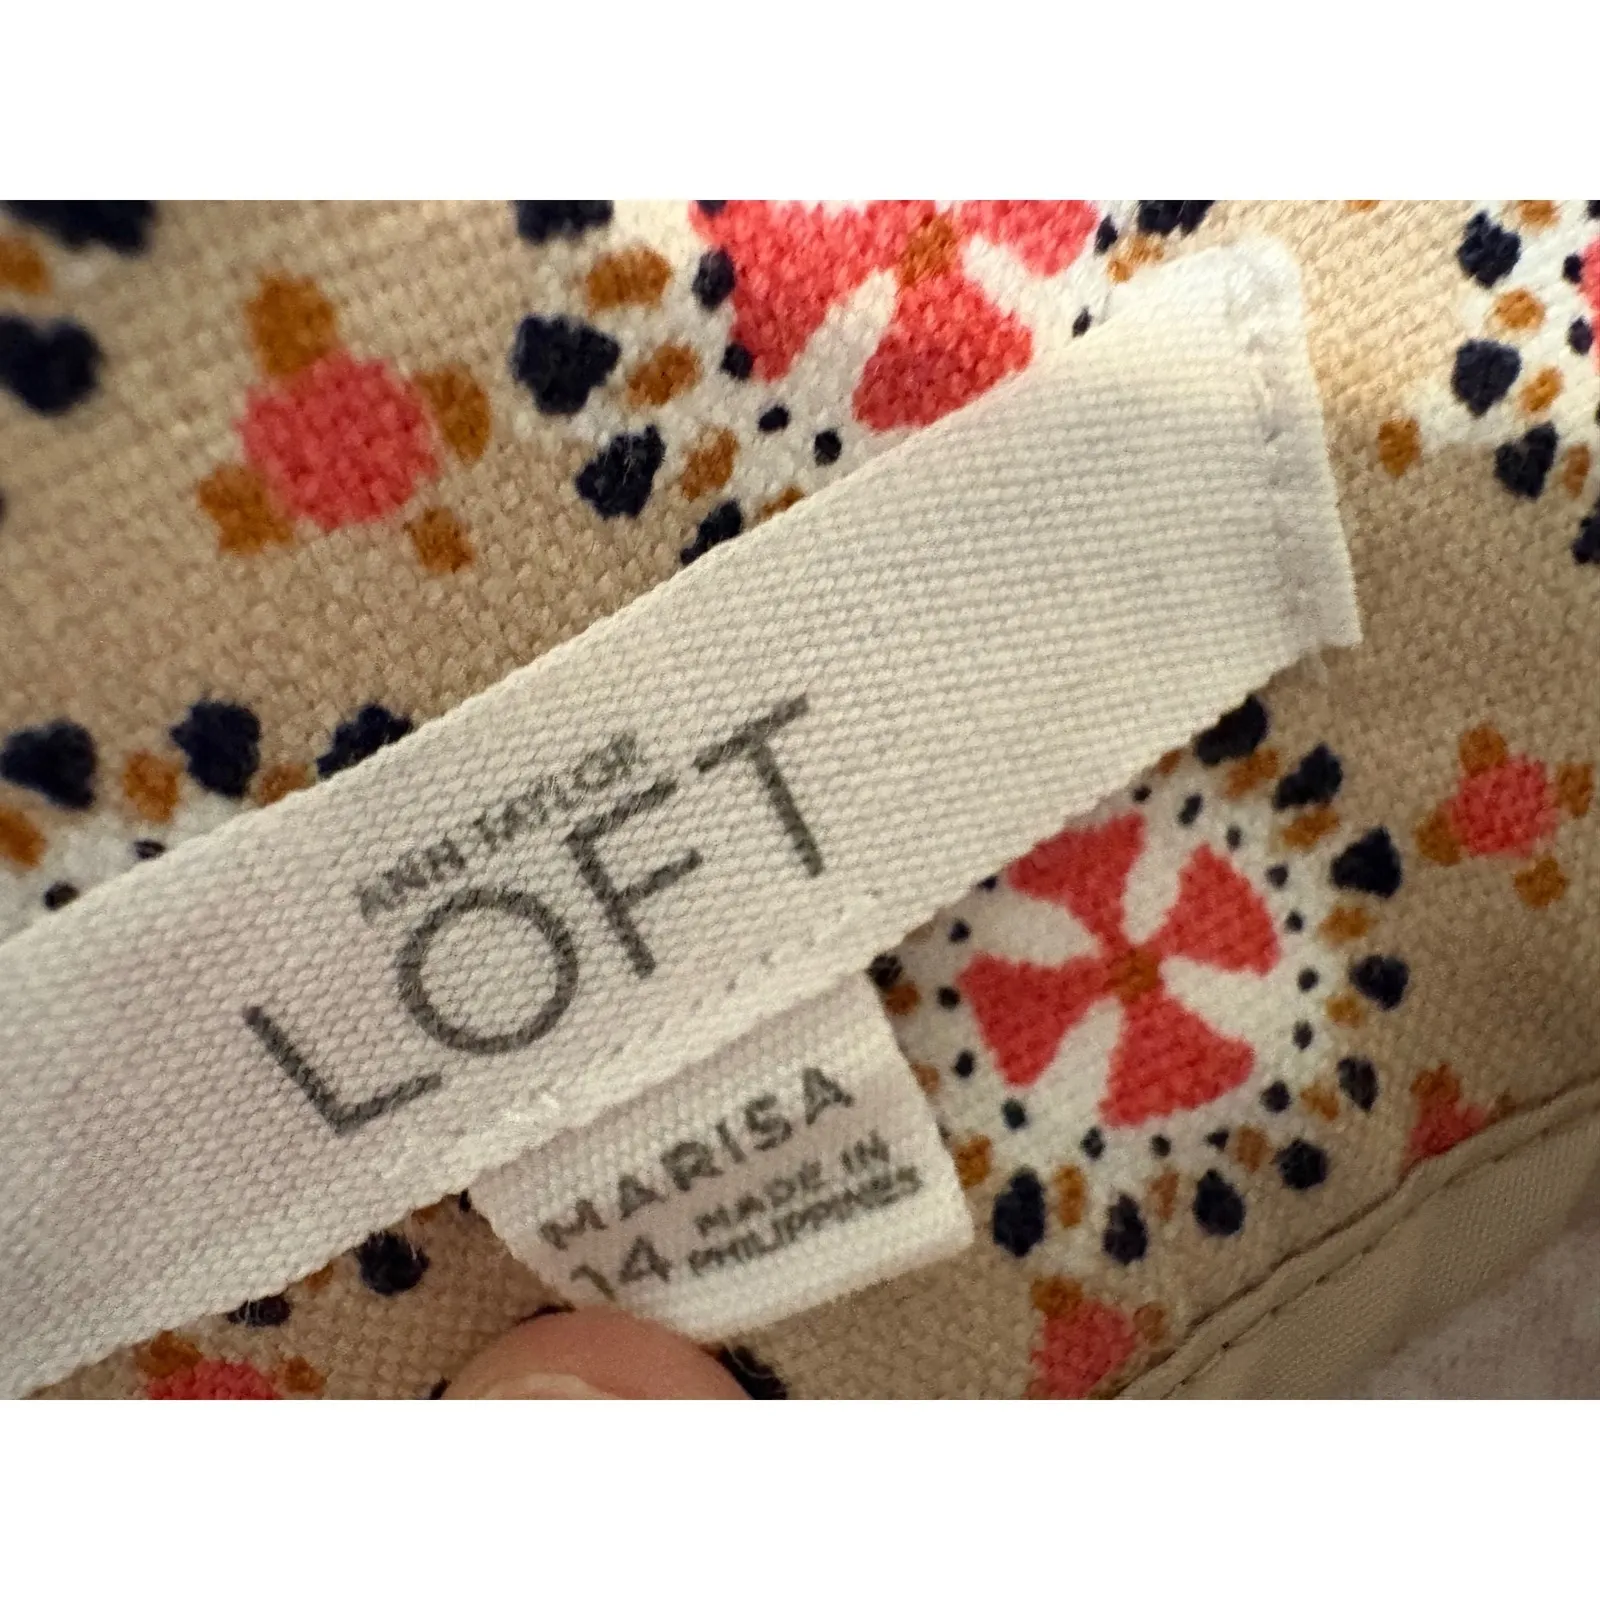 ANN TAYLOR
LOFT
MARISA
14 MADE IN
PHILIPPINES